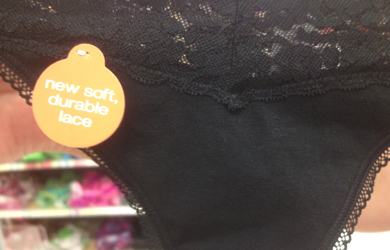 new soft,
durable
lace